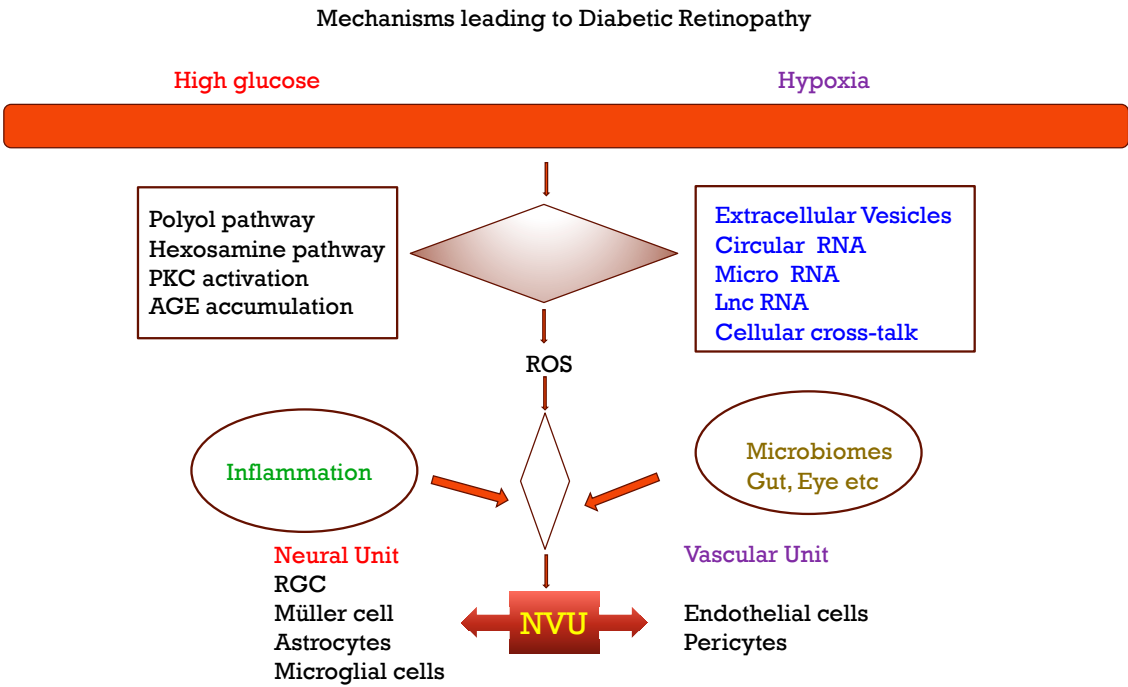 Mechanisms leading to Diabetic Retinopathy
High glucose
Hypoxia
Polyol pathway
Hexosamine pathway
PKC activation
AGE accumulation
Extracellular Vesicles
Circular RNA
Micro RNA
Lnc RNA
Cellular cross-talk
ROS
Inflammation
Microbiomes
Gut, Eye etc
Neural Unit
RGC
Müller cell
Astrocytes
Microglial cells
NVU
Vascular Unit
Endothelial cells
Pericytes